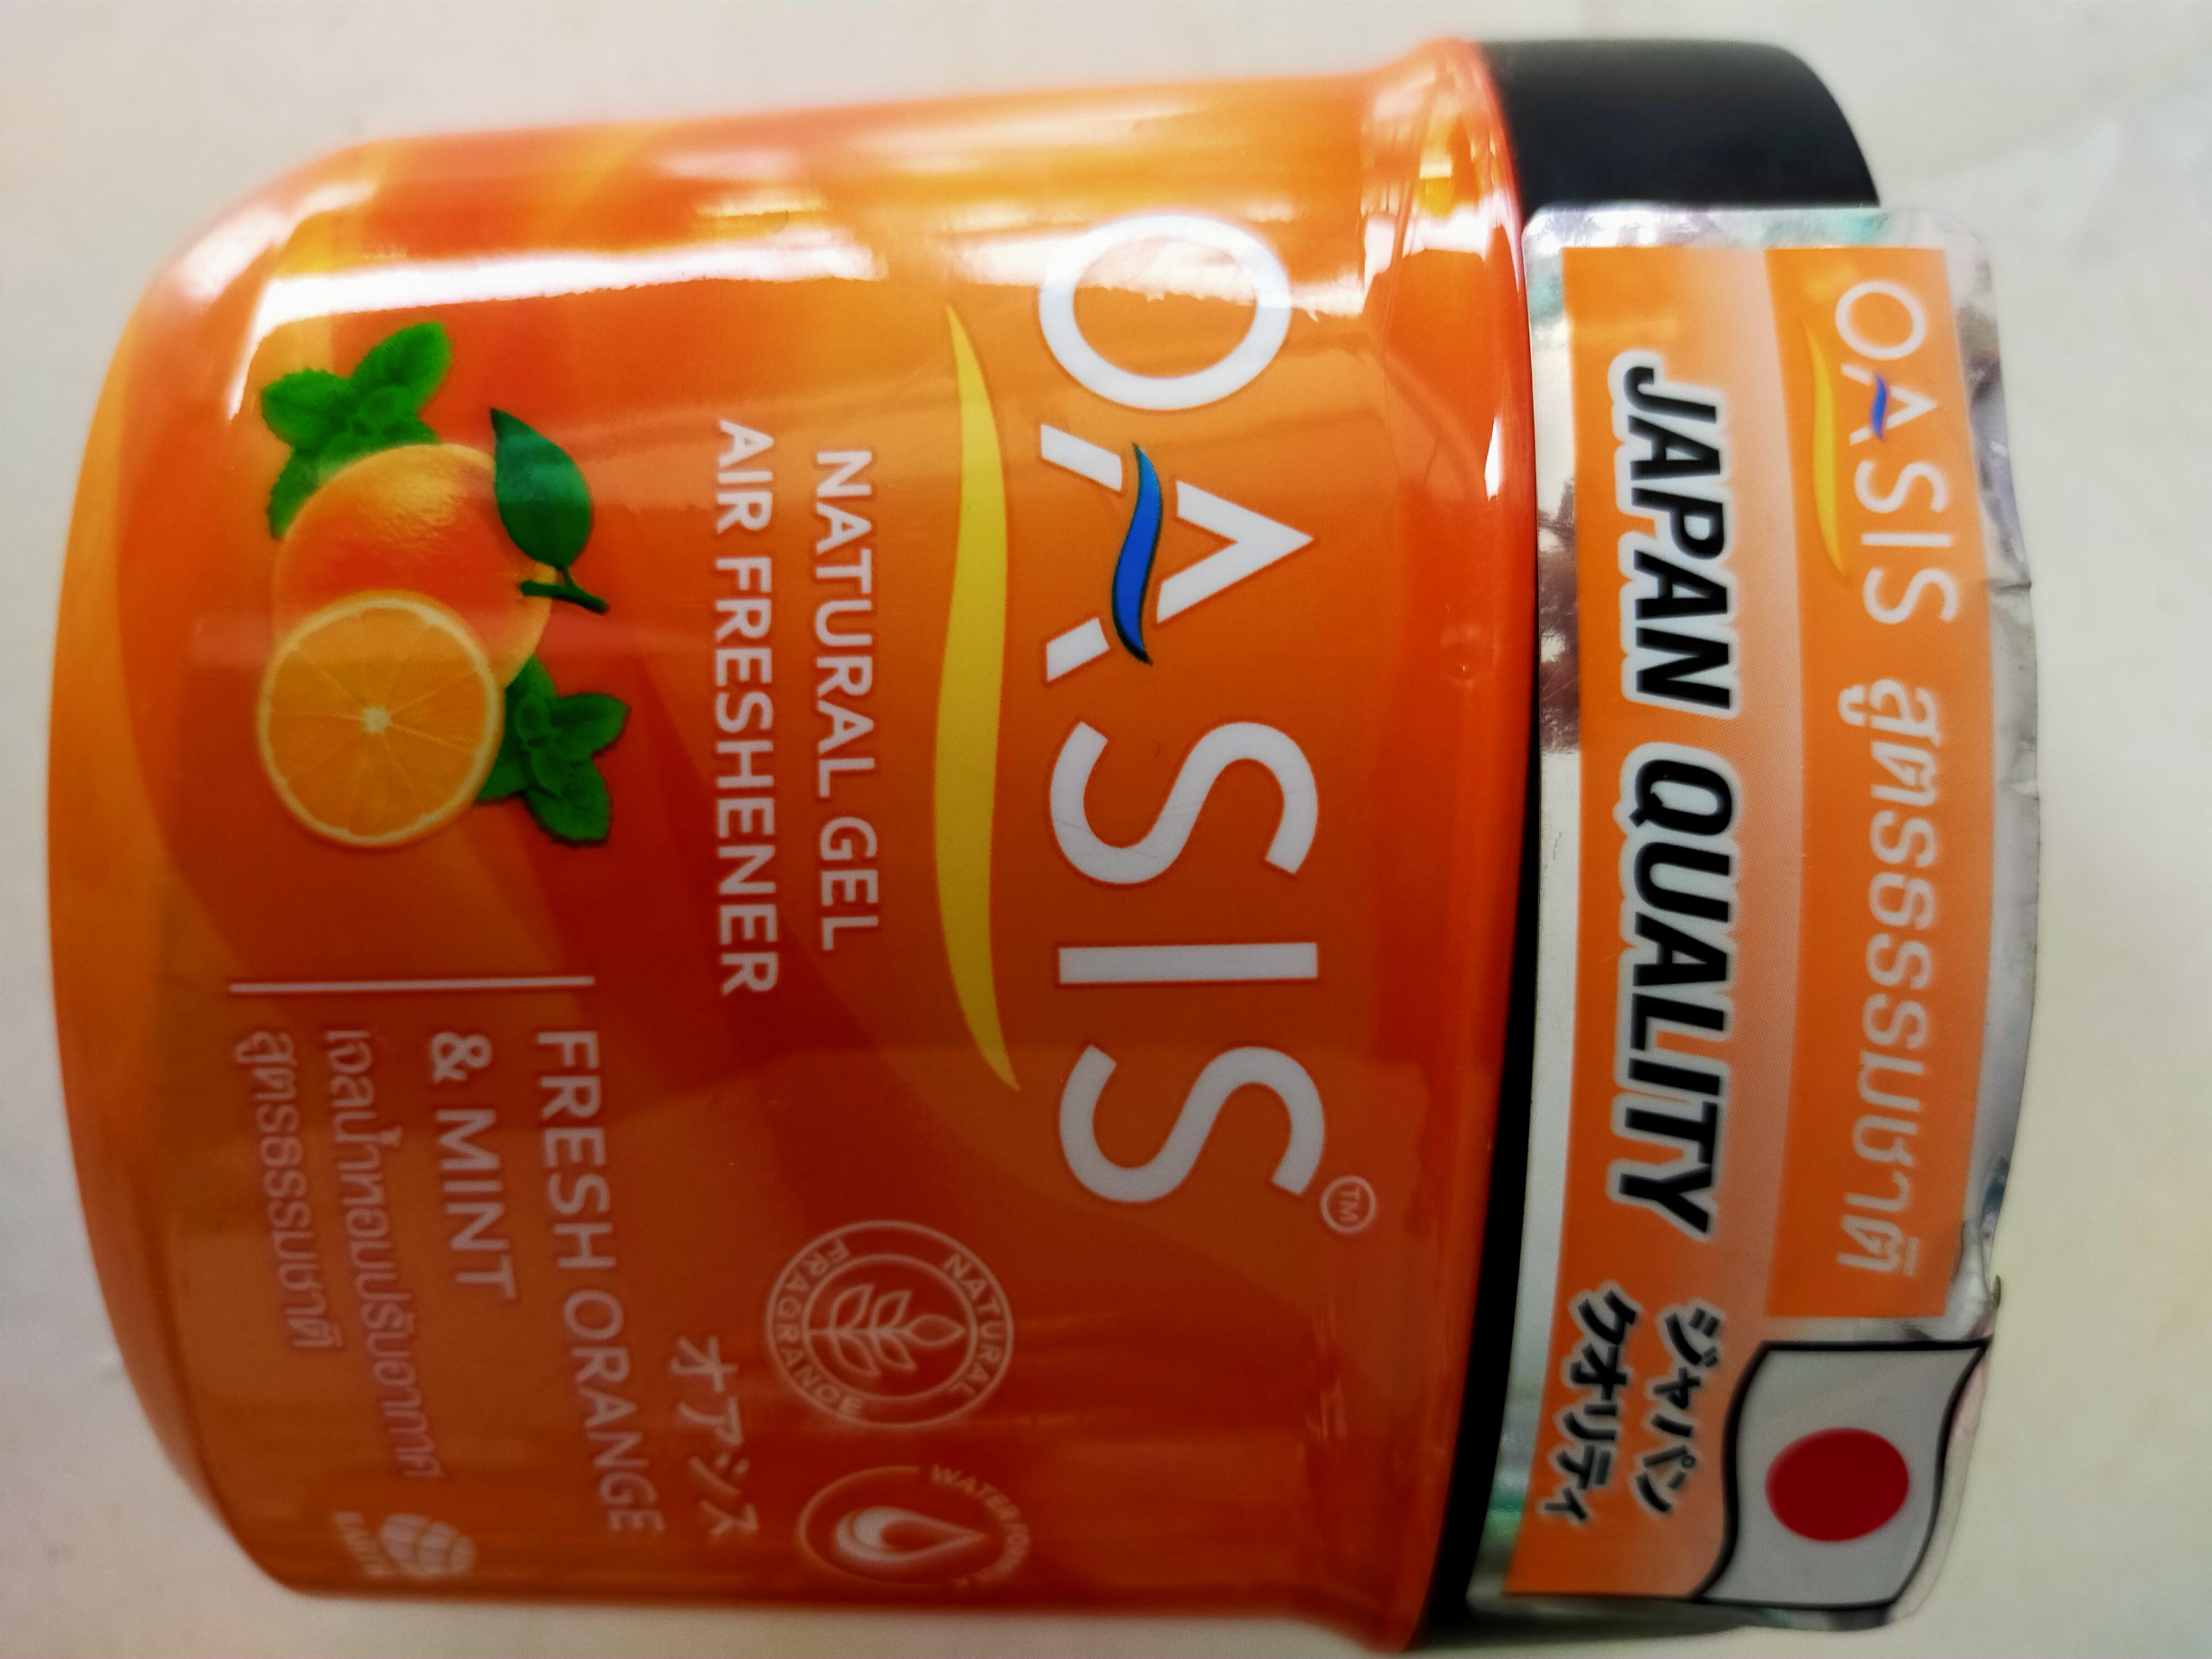 OASIS สูตรธรรมชาติ
JAPAN QUALITY
ジャパン
クオリティ
OASIS™
NATURAL GEL
AIR FRESHENER
NATURAL
FRAGRANCE
オアシス
FRESH ORANGE
& MINT
เจลน้ำหอมปรับอากาศ
สูตรธรรมชาติ
EARTH